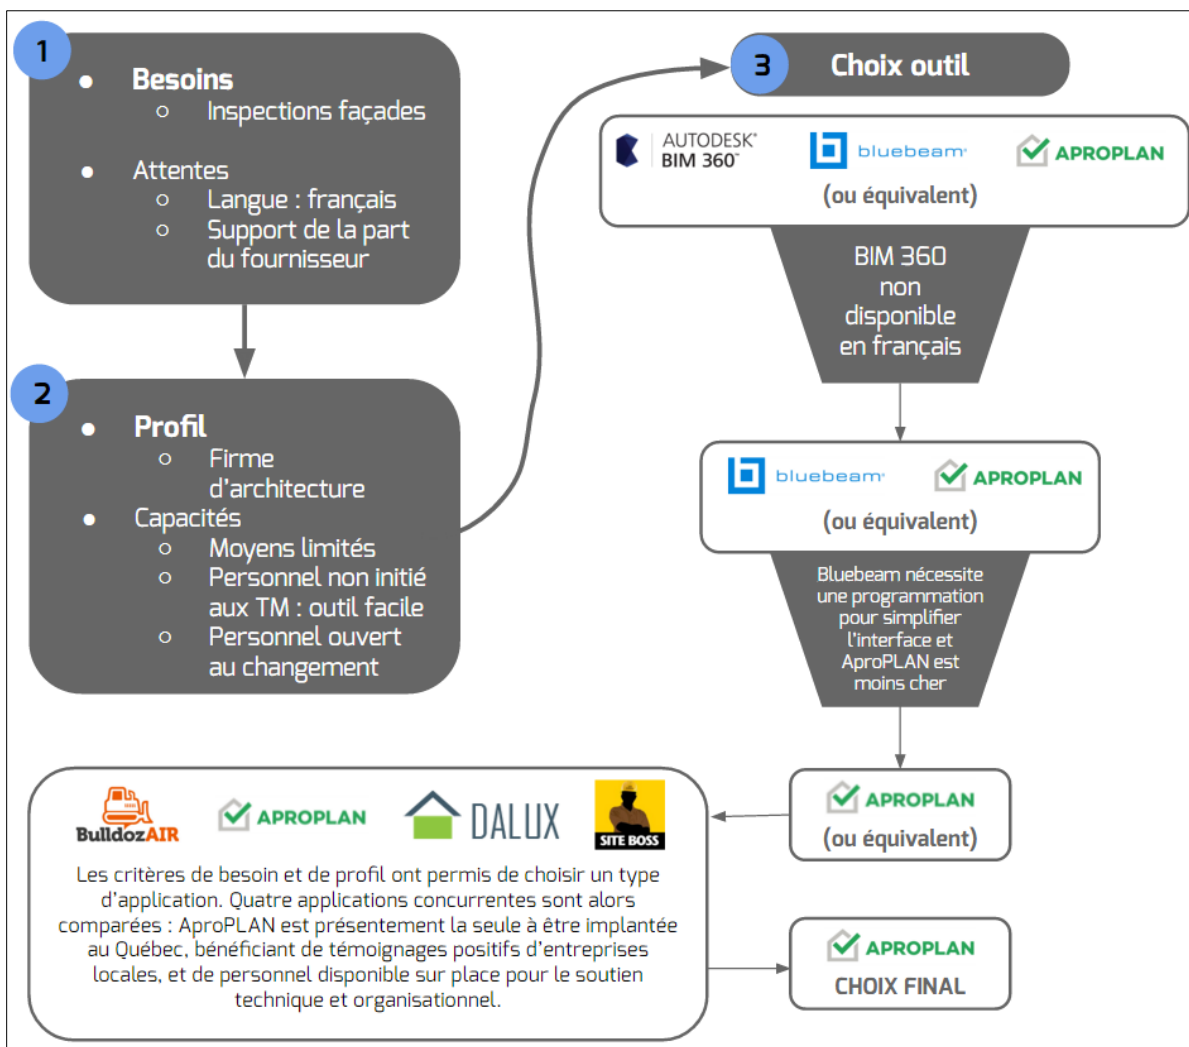 1
● Besoins
○ Inspections façades
● Attentes
○ Langue : français
○ Support de la part
du fournisseur
2
● Profil
○ Firme
d'architecture
● Capacités
○ Moyens limités
○ Personnel non initié
aux TM : outil facile
○ Personnel ouvert
au changement
3
Choix outil
AUTODESK®
BIM 360™
bluebeam®
APROPLAN
(ou équivalent)
BIM 360
non
disponible
en français
bluebeam®
APROPLAN
(ou équivalent)
Bluebeam nécessite
une programmation
pour simplifier
l'interface et
AproPLAN est
moins cher
APROPLAN
(ou équivalent)
BulldozAIR
APROPLAN
DALUX
SITE BOSS
Les critères de besoin et de profil ont permis de choisir un type
d'application. Quatre applications concurrentes sont alors
comparées : AproPLAN est présentement la seule à être implantée
au Québec, bénéficiant de témoignages positifs d'entreprises
locales, et de personnel disponible sur place pour le soutien
technique et organisationnel.
APROPLAN
CHOIX FINAL